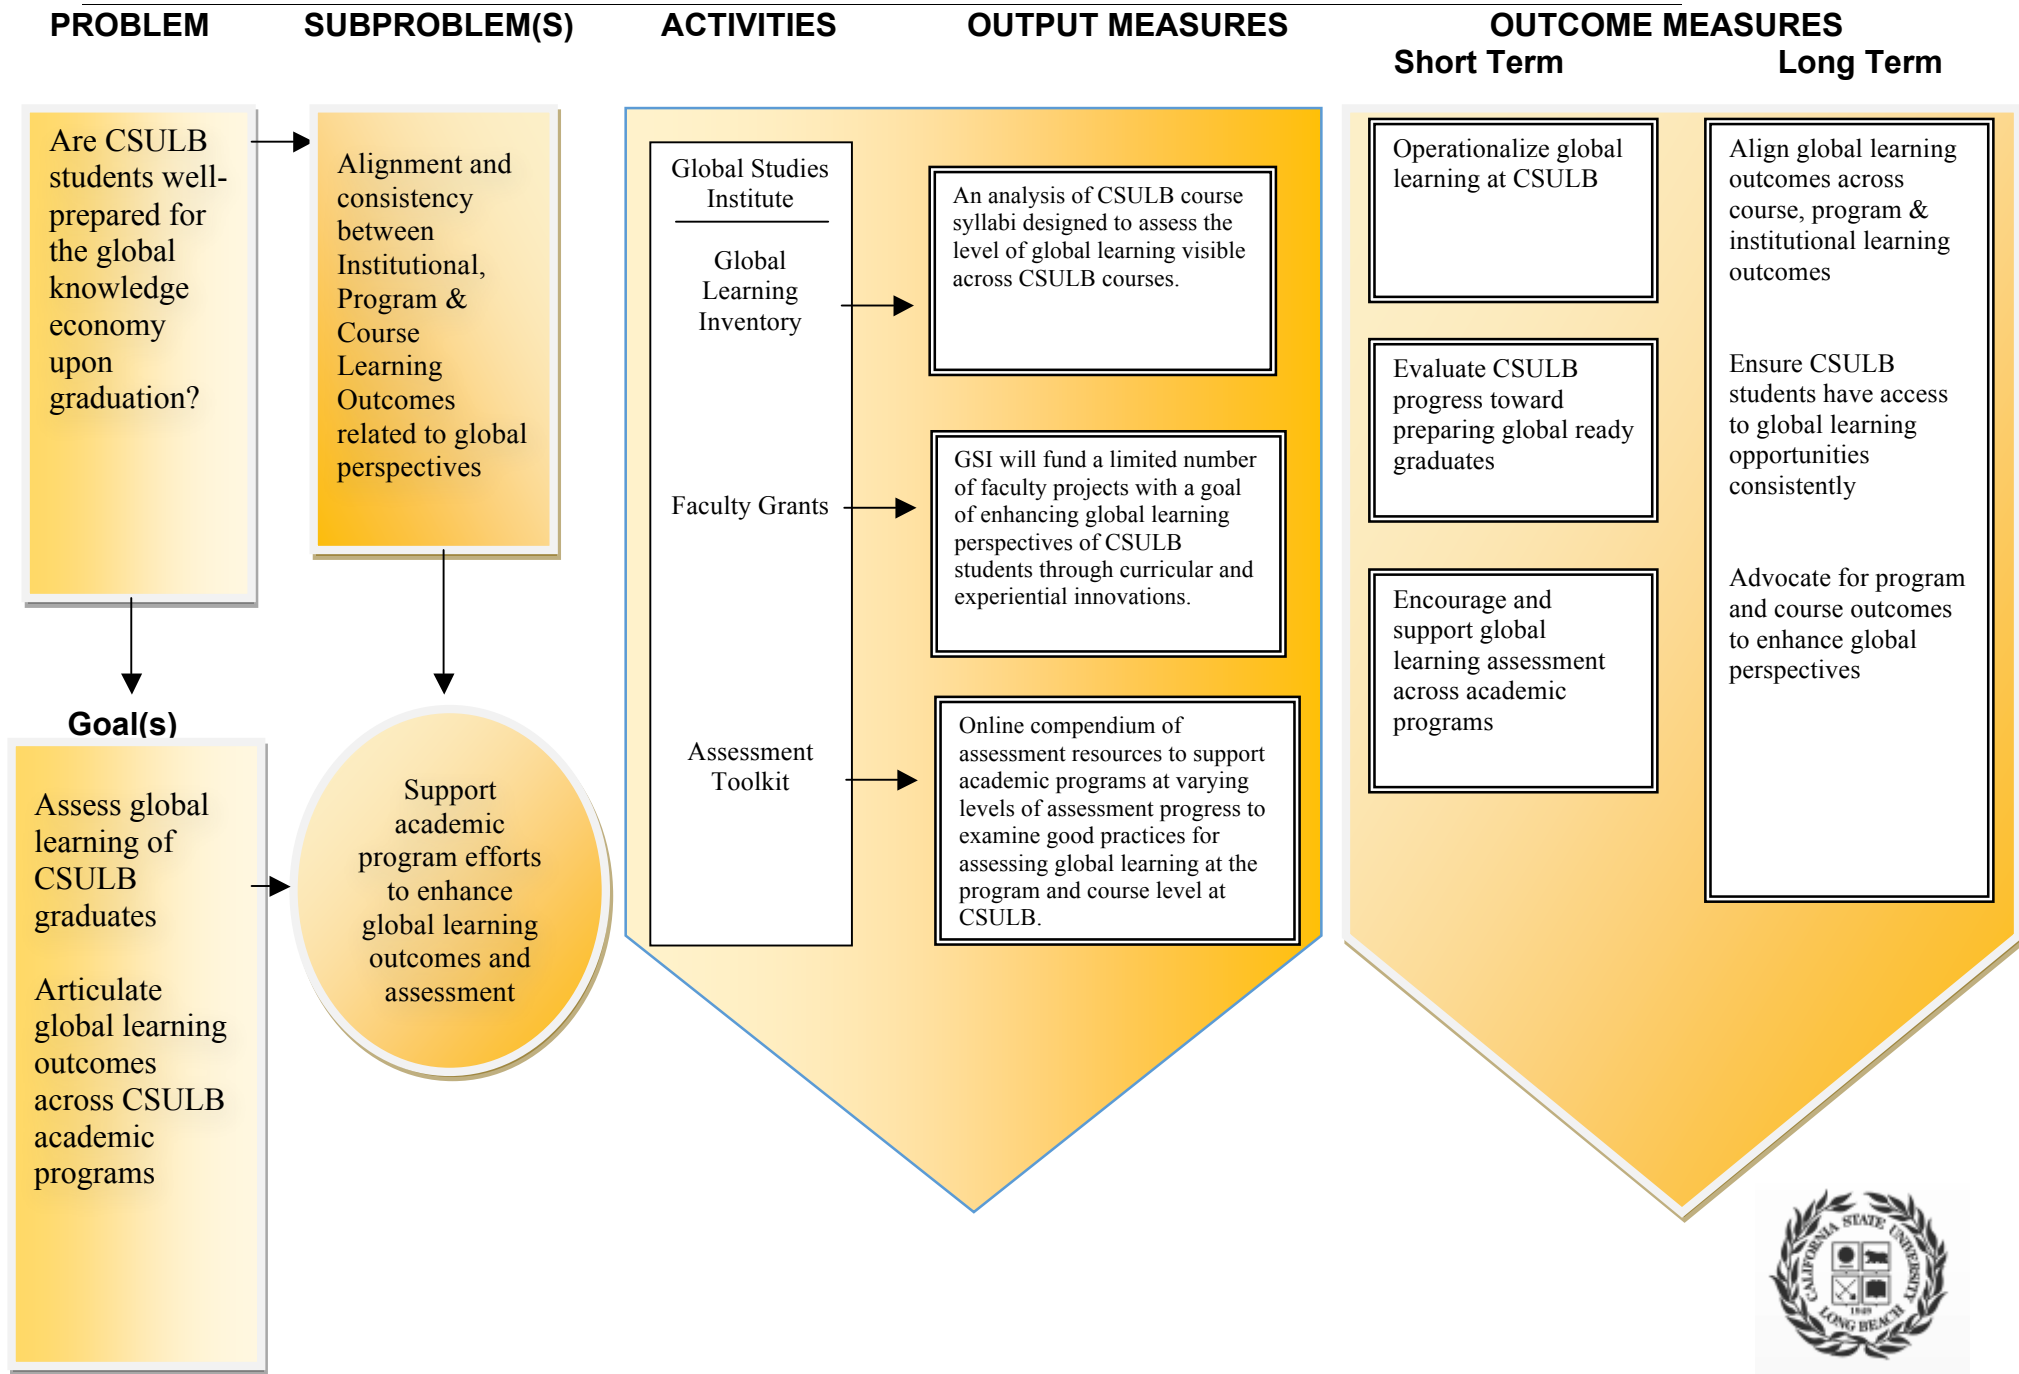 PROBLEM
SUBPROBLEM(S)
ACTIVITIES
OUTPUT MEASURES
OUTCOME MEASURES
Short Term
Long Term
Are CSULB
students well-
prepared for
the global
knowledge
economy
upon
graduation?
Alignment and
consistency
between
Institutional,
Program &
Course
Learning
Outcomes
related to global
perspectives
Goal(s)
Assess global
learning of
CSULB
graduates
Articulate
global learning
outcomes
across CSULB
academic
programs
Support
academic
program efforts
to enhance
global learning
outcomes and
assessment
Global Studies
Institute
Global
Learning
Inventory
Faculty Grants
Assessment
Toolkit
An analysis of CSULB course
syllabi designed to assess the
level of global learning visible
across CSULB courses.
GSI will fund a limited number
of faculty projects with a goal
of enhancing global learning
perspectives of CSULB
students through curricular and
experiential innovations.
Online compendium of
assessment resources to support
academic programs at varying
levels of assessment progress to
examine good practices for
assessing global learning at the
program and course level at
CSULB.
Operationalize global
learning at CSULB
Evaluate CSULB
progress toward
preparing global ready
graduates
Encourage and
support global
learning assessment
across academic
programs
Align global learning
outcomes across
course, program &
institutional learning
outcomes
Ensure CSULB
students have access
to global learning
opportunities
consistently
Advocate for program
and course outcomes
to enhance global
perspectives
CALIFORNIA STATE UNIVERSITY
1949
LONG BEACH